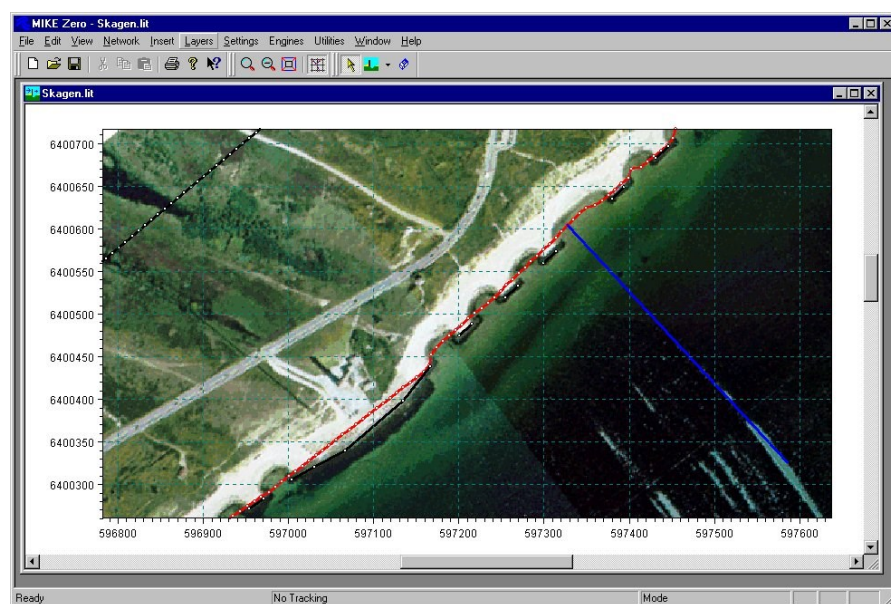 MIKE Zero - Skagen.lit
File Edit View Network Insert Layers Settings Engines Utilities Window Help
Skagen.lit
6400700
6400650
6400600
6400550
6400500
6400450
6400400
6400350
6400300
596800 596900 597000 597100 597200 597300 597400 597500 597600
Ready No Tracking Mode